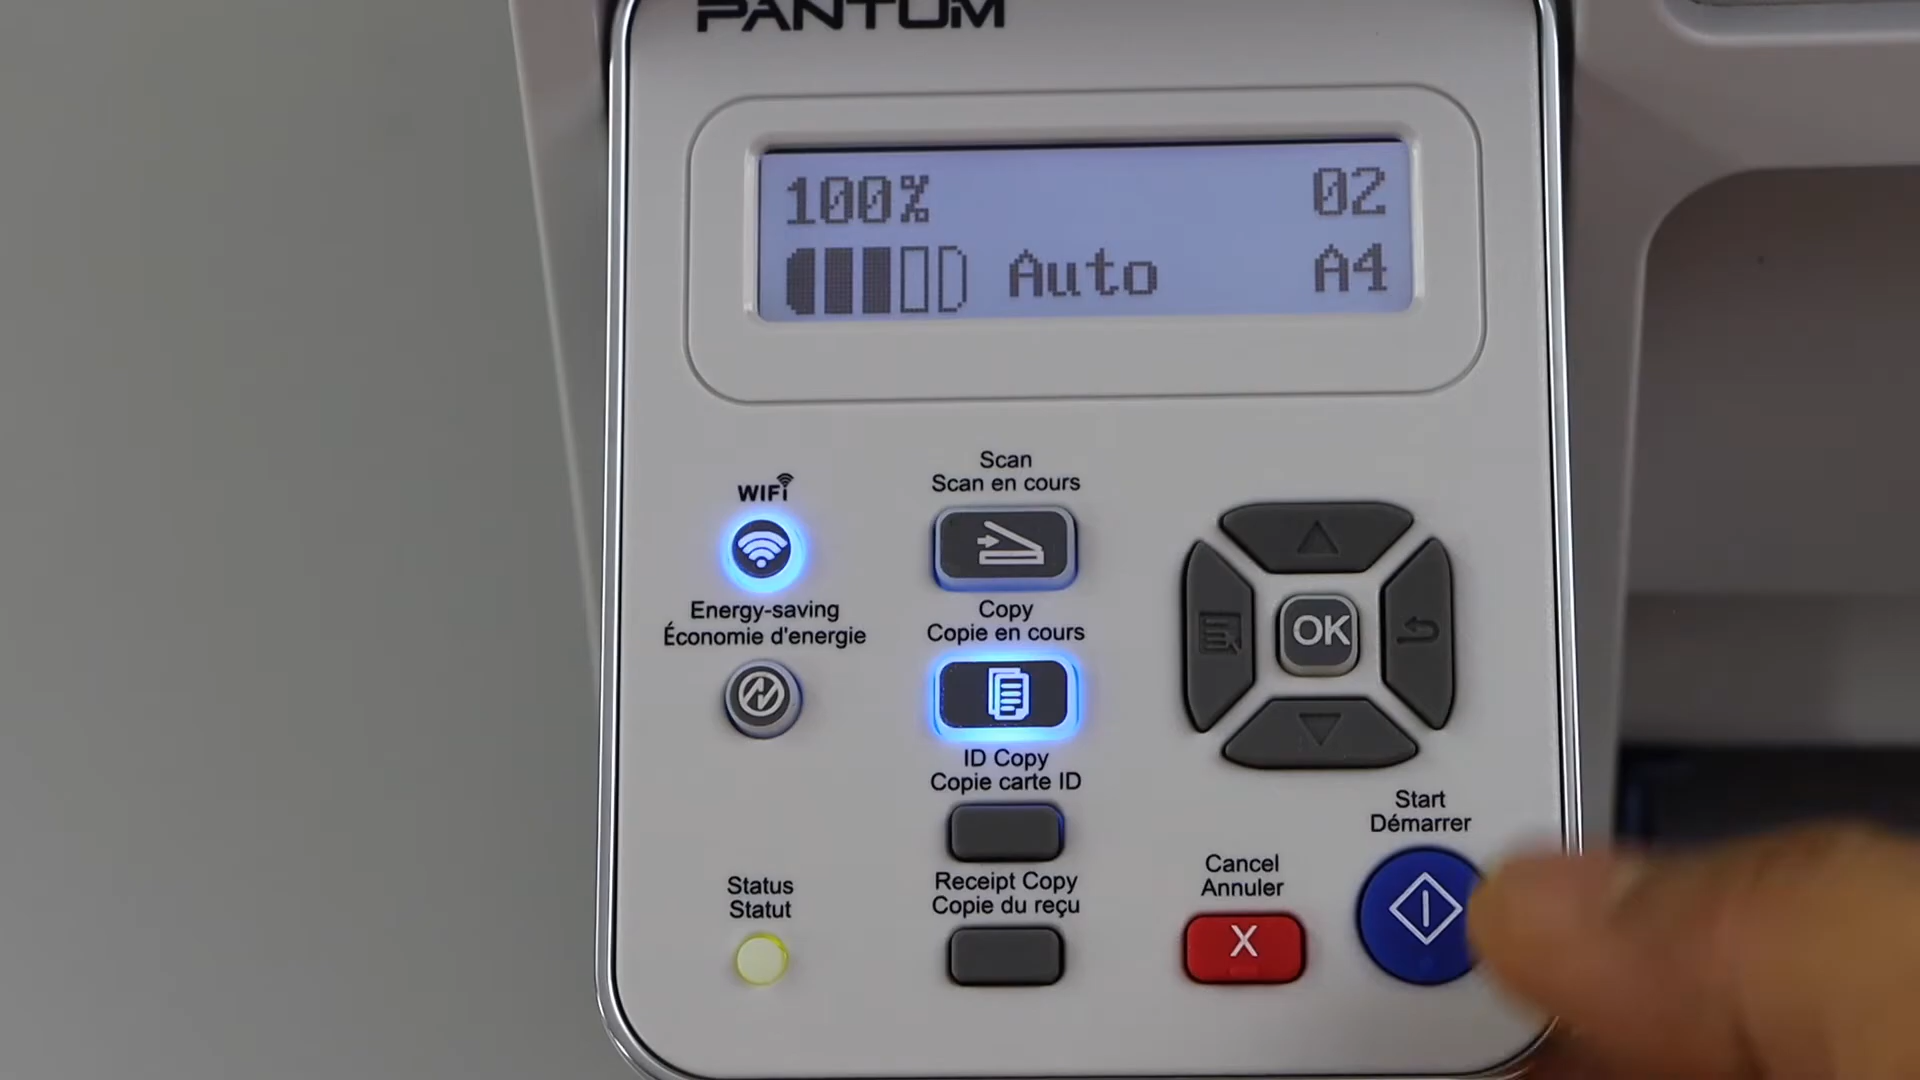 PANTUM
100% 02
Auto A4
WiFi
Energy-saving
Économie d'energie
Status
Statut
Scan
Scan en cours
Copy
Copie en cours
ID Copy
Copie carte ID
Receipt Copy
Copie du reçu
OK
Cancel
Annuler
X
Start
Démarrer